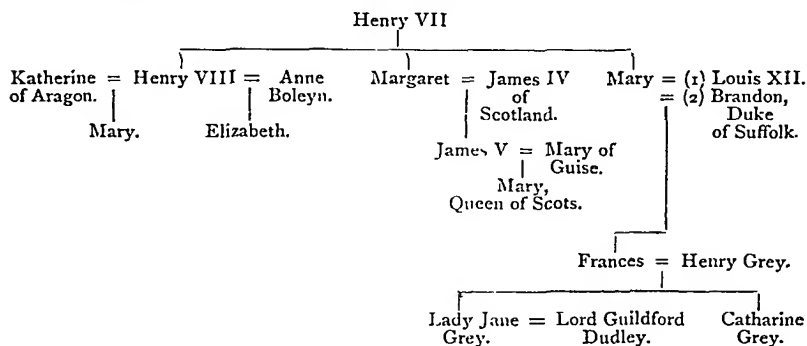 Henry VII
Katherine = Henry VIII = Anne Margaret = James IV Mary = (1) Louis XII.
of Aragon. Boleyn. of = (2) Brandon,
Scotland. Duke
Mary. Elizabeth. of Suffolk.
James V = Mary of
Guise.
Mary,
Queen of Scots.
Frances = Henry Grey.
Lady Jane = Lord Guildford Catharine
Grey. Dudley. Grey.